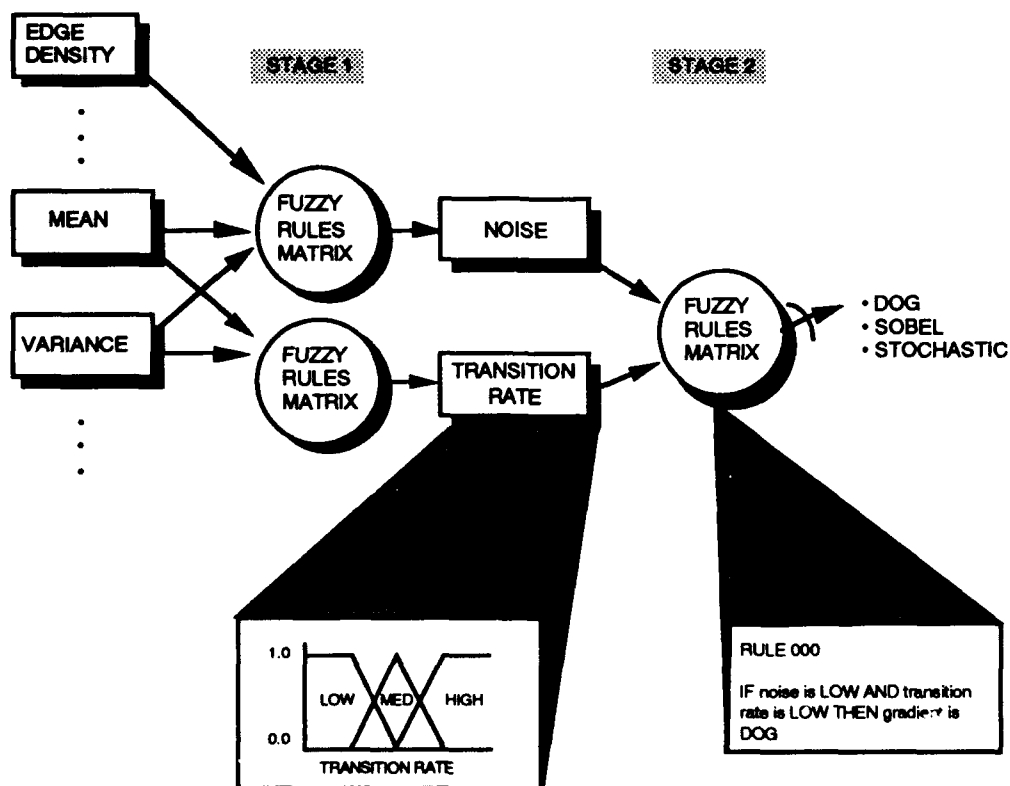 EDGE
DENSITY
STAGE 1
STAGE 2
MEAN
FUZZY
RULES
MATRIX
NOISE
VARIANCE
FUZZY
RULES
MATRIX
TRANSITION
RATE
FUZZY
RULES
MATRIX
• DOG
• SOBEL
• STOCHASTIC
1.0
LOW
MED
HIGH
0.0
TRANSITION RATE
RULE 000
IF noise is LOW AND transition
rate is LOW THEN gradient is
DOG